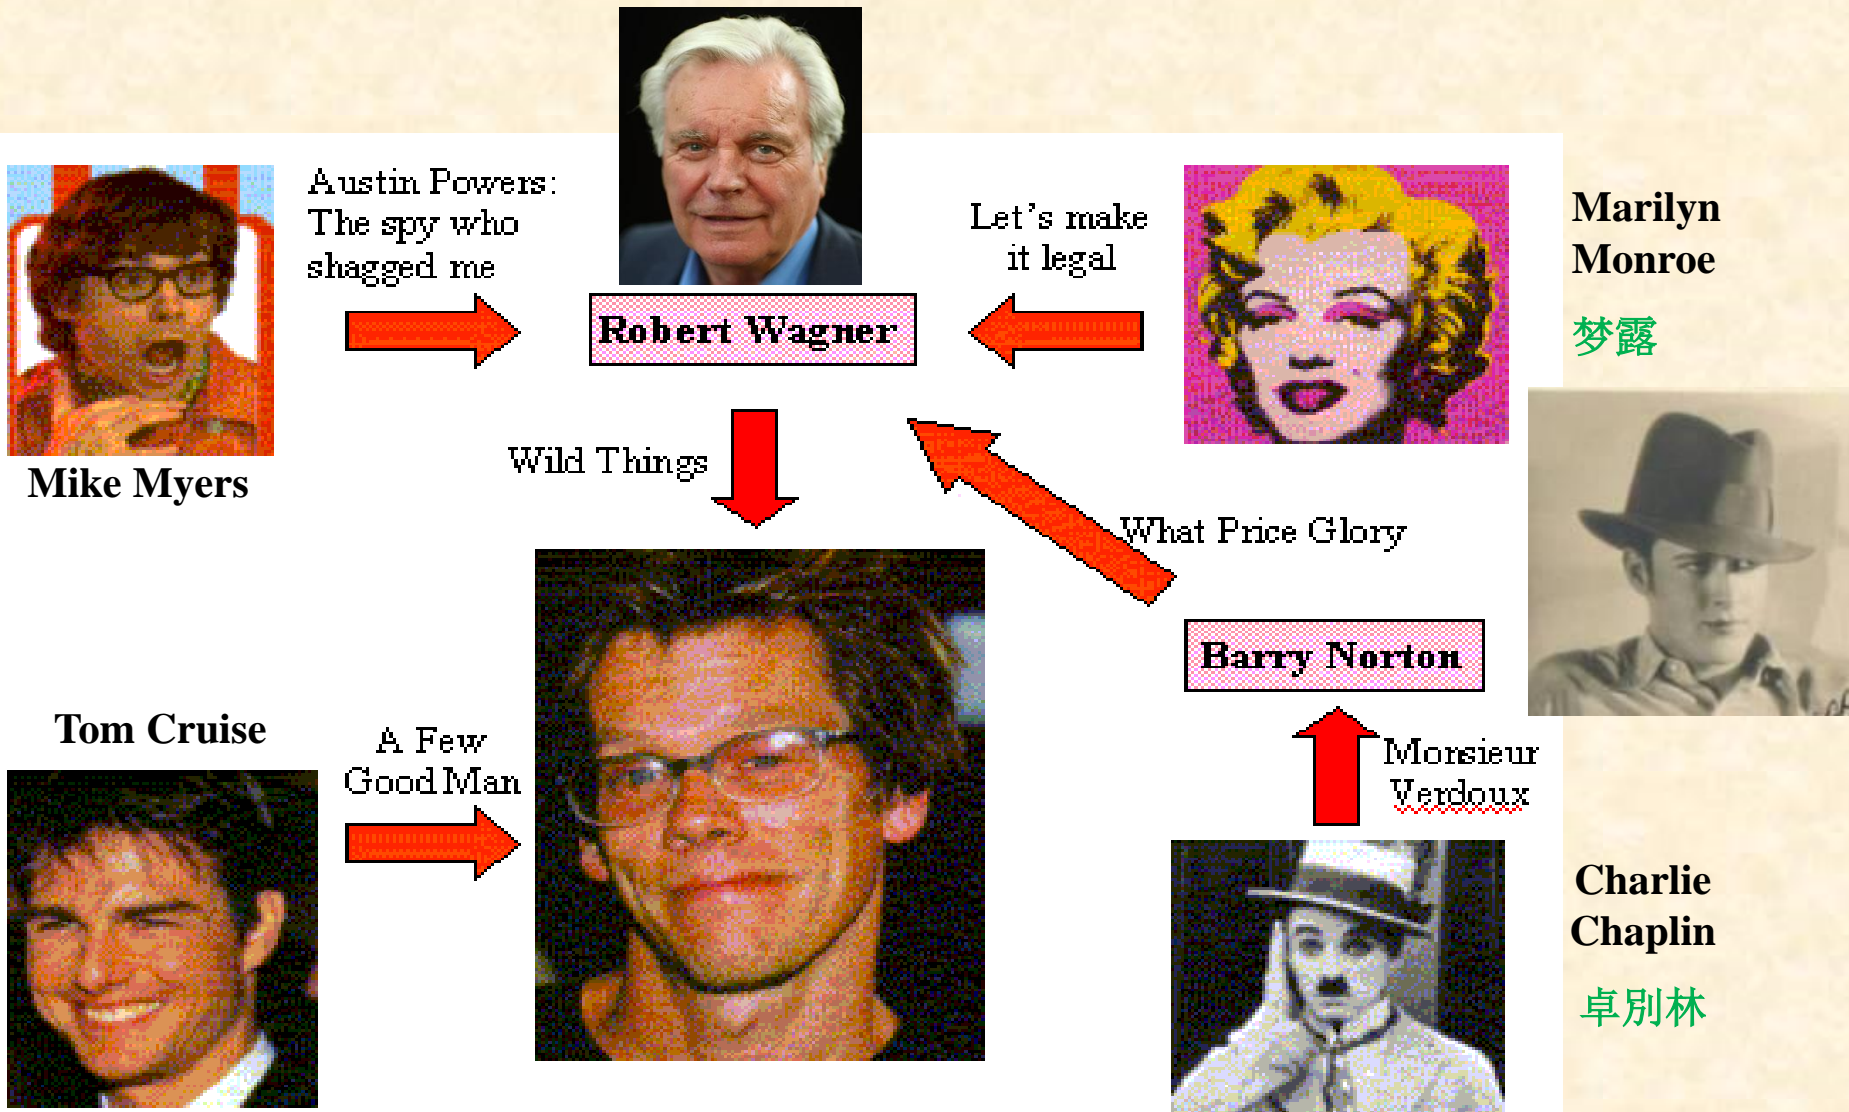 Austin Powers:
The spy who
shagged me
Robert Wagner
Let's make
it legal
Marilyn
Monroe
梦露
Mike Myers
Wild Things
What Price Glory
Barry Norton
Tom Cruise
A Few
Good Man
Monsieur
Verdoux
Charlie
Chaplin
卓別林